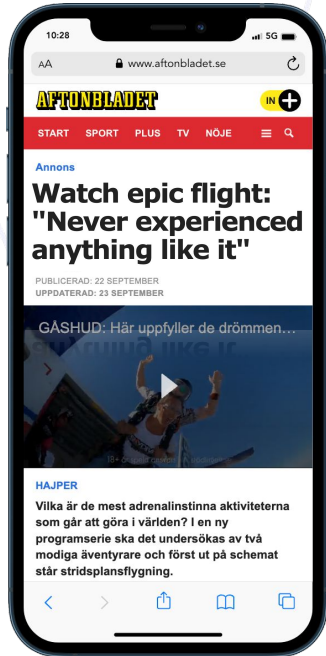 10:28
5G
AA
www.aftonbladet.se
AFTONBLADET
IN
START SPORT PLUS TV NÖJE
Annons
Watch epic flight:
"Never experienced
anything like it"
PUBLICERAD: 22 SEPTEMBER
UPPDATERAD: 23 SEPTEMBER
GÅSHUD: Här uppfyller de drömmen…
HAJPER
Vilka är de mest adrenalinstinna aktiviteterna
som går att göra i världen? I en ny
programserie ska det undersökas av två
modiga äventyrare och först ut på schemat
står stridsplansflygning.